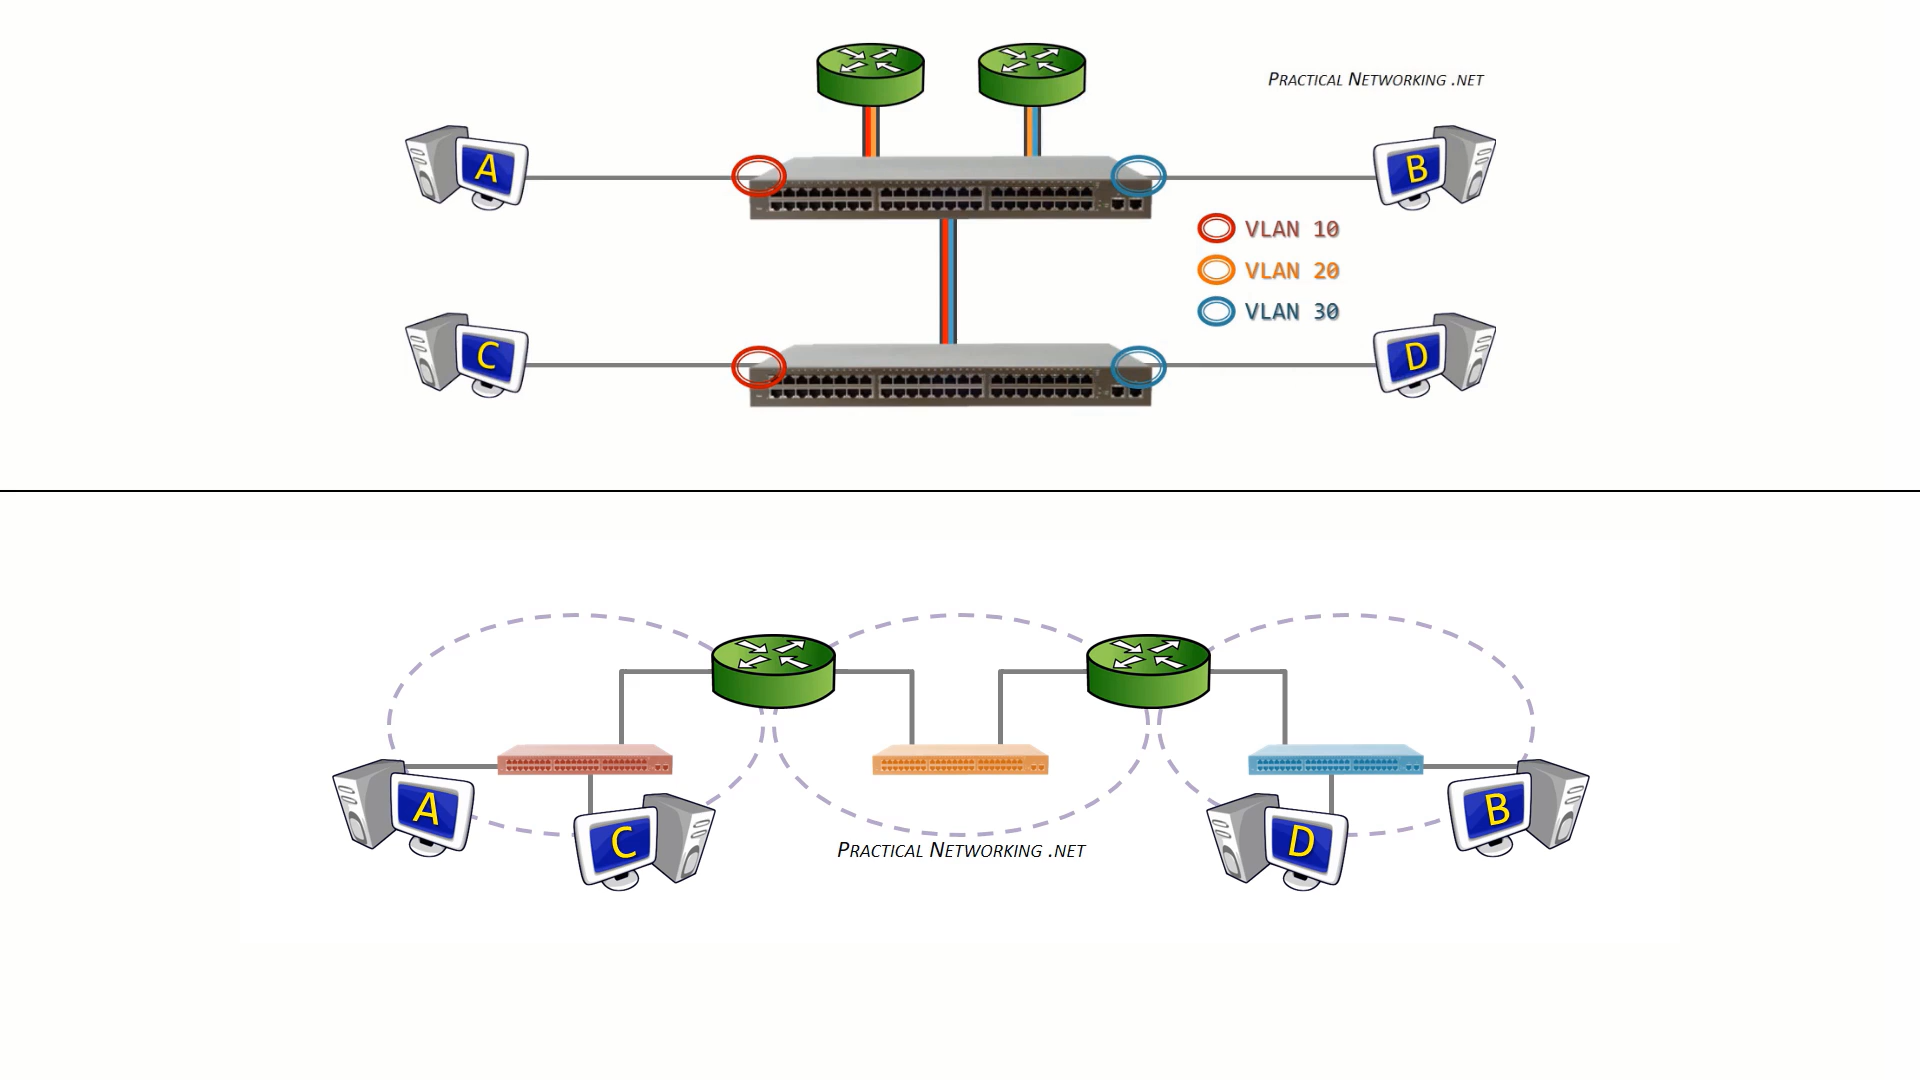 PRACTICAL NETWORKING .NET
A
B
VLAN 10
VLAN 20
VLAN 30
C
D
A
C
PRACTICAL NETWORKING .NET
D
B